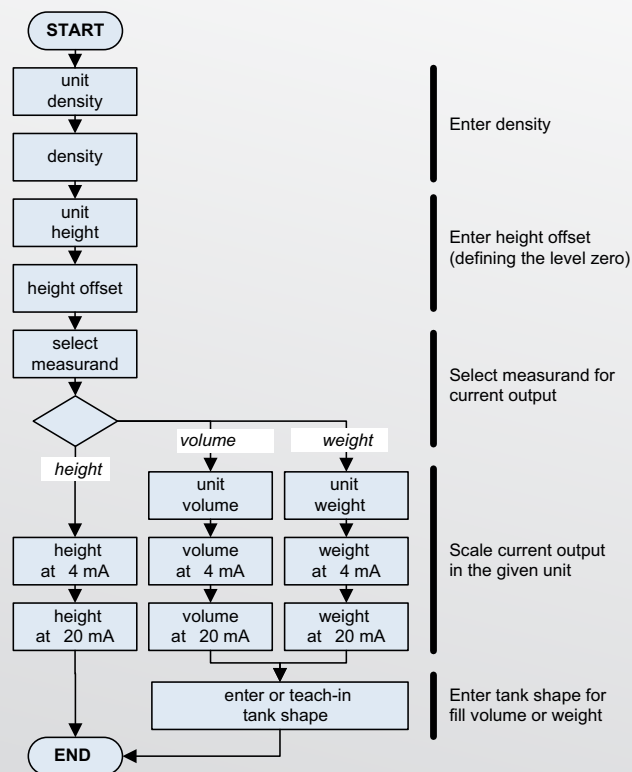 START
unit
density
Enter density
density
unit
height
Enter height offset
(defining the level zero)
height offset
select
measurand
Select measurand for
current output
volume
weight
height
unit
volume
unit
weight
height
at 4 mA
volume
at 4 mA
weight
at 4 mA
Scale current output
in the given unit
height
at 20 mA
volume
at 20 mA
weight
at 20 mA
enter or teach-in
tank shape
Enter tank shape for
fill volume or weight
END